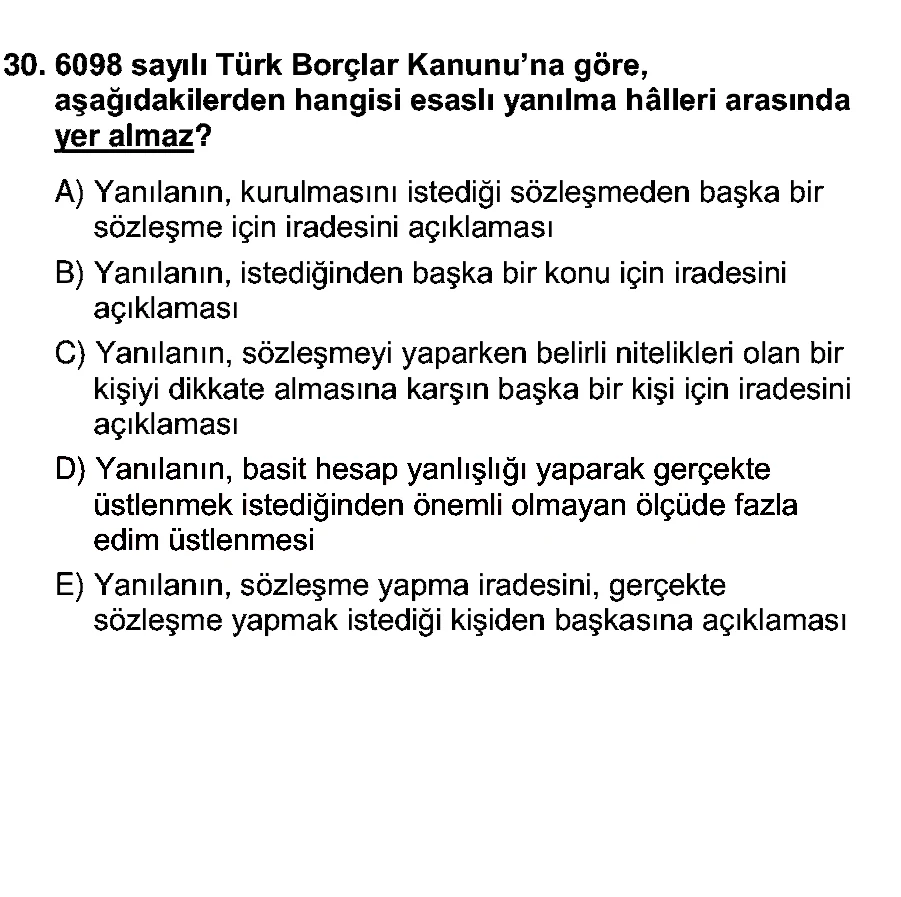 30. 6098 sayılı Türk Borçlar Kanunu’na göre,
aşağıdakilerden hangisi esaslı yanılma hâlleri arasında
yer almaz?
A) Yanılanın, kurulmasını istediği sözleşmeden başka bir
sözleşme için iradesini açıklaması
B) Yanılanın, istediğinden başka bir konu için iradesini
açıklaması
C) Yanılanın, sözleşmeyi yaparken belirli nitelikleri olan bir
kişiyi dikkate almasına karşın başka bir kişi için iradesini
açıklaması
D) Yanılanın, basit hesap yanlışlığı yaparak gerçekte
üstlenmek istediğinden önemli olmayan ölçüde fazla
edim üstlenmesi
E) Yanılanın, sözleşme yapma iradesini, gerçekte
sözleşme yapmak istediği kişiden başkasına açıklaması